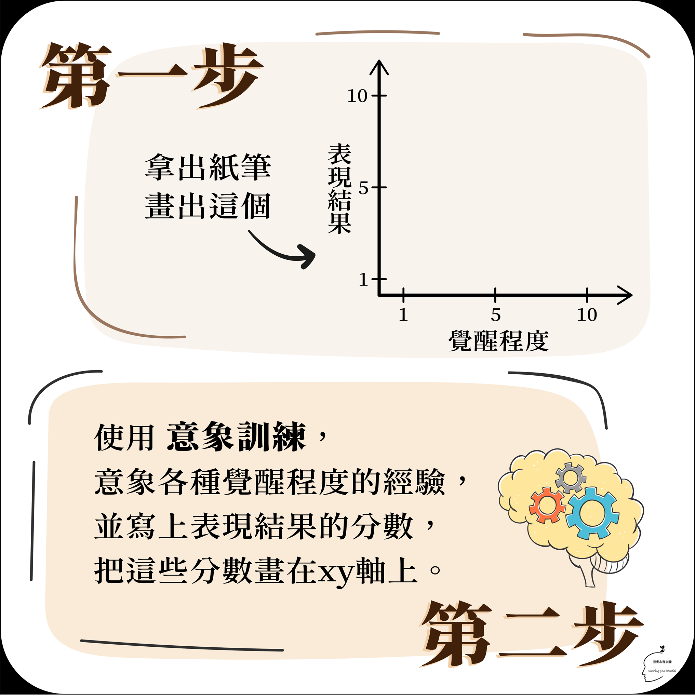 第一步
拿出紙筆
畫出這個
表現結果
10
5
1
1 5 10
覺醒程度
使用 意象訓練，
意象各種覺醒程度的經驗，
並寫上表現結果的分數，
把這些分數畫在xy軸上。
第二步